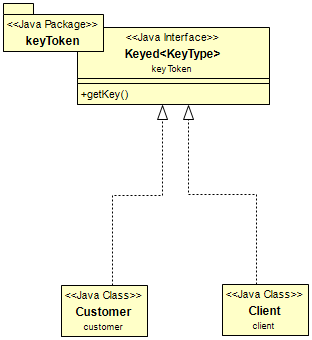 <<Java Package>>
keyToken
<<Java Interface>>
Keyed<KeyType>
keyToken
+getKey()
<<Java Class>>
Customer
customer
<<Java Class>>
Client
client